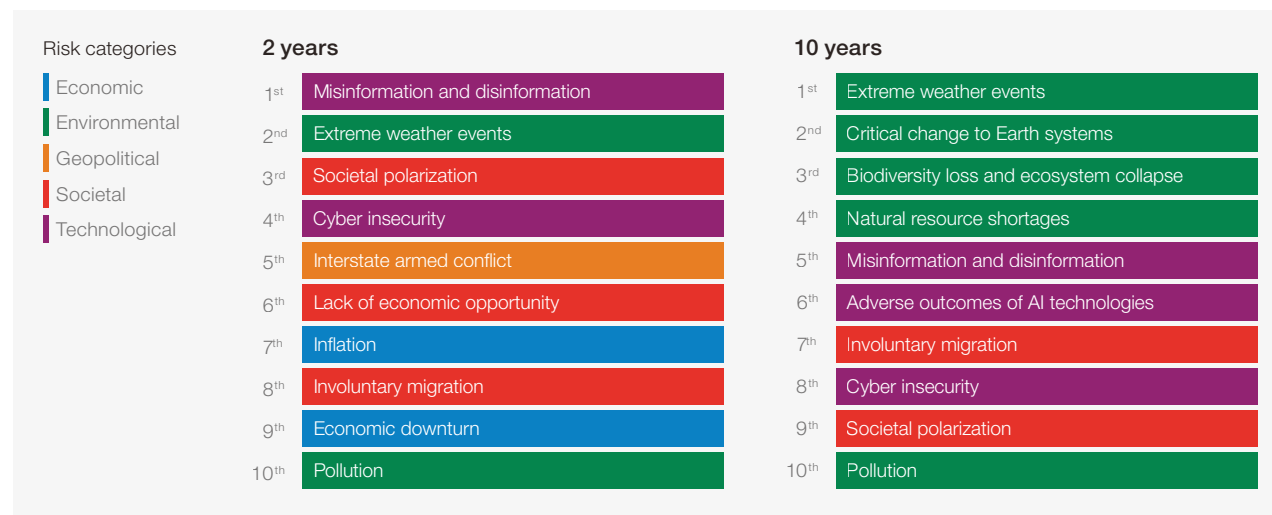 Risk categories
Economic
Environmental
Geopolitical
Societal
Technological
2 years
1st Misinformation and disinformation
2nd Extreme weather events
3rd Societal polarization
4th Cyber insecurity
5th Interstate armed conflict
6th Lack of economic opportunity
7th Inflation
8th Involuntary migration
9th Economic downturn
10th Pollution
10 years
1st Extreme weather events
2nd Critical change to Earth systems
3rd Biodiversity loss and ecosystem collapse
4th Natural resource shortages
5th Misinformation and disinformation
6th Adverse outcomes of AI technologies
7th Involuntary migration
8th Cyber insecurity
9th Societal polarization
10th Pollution